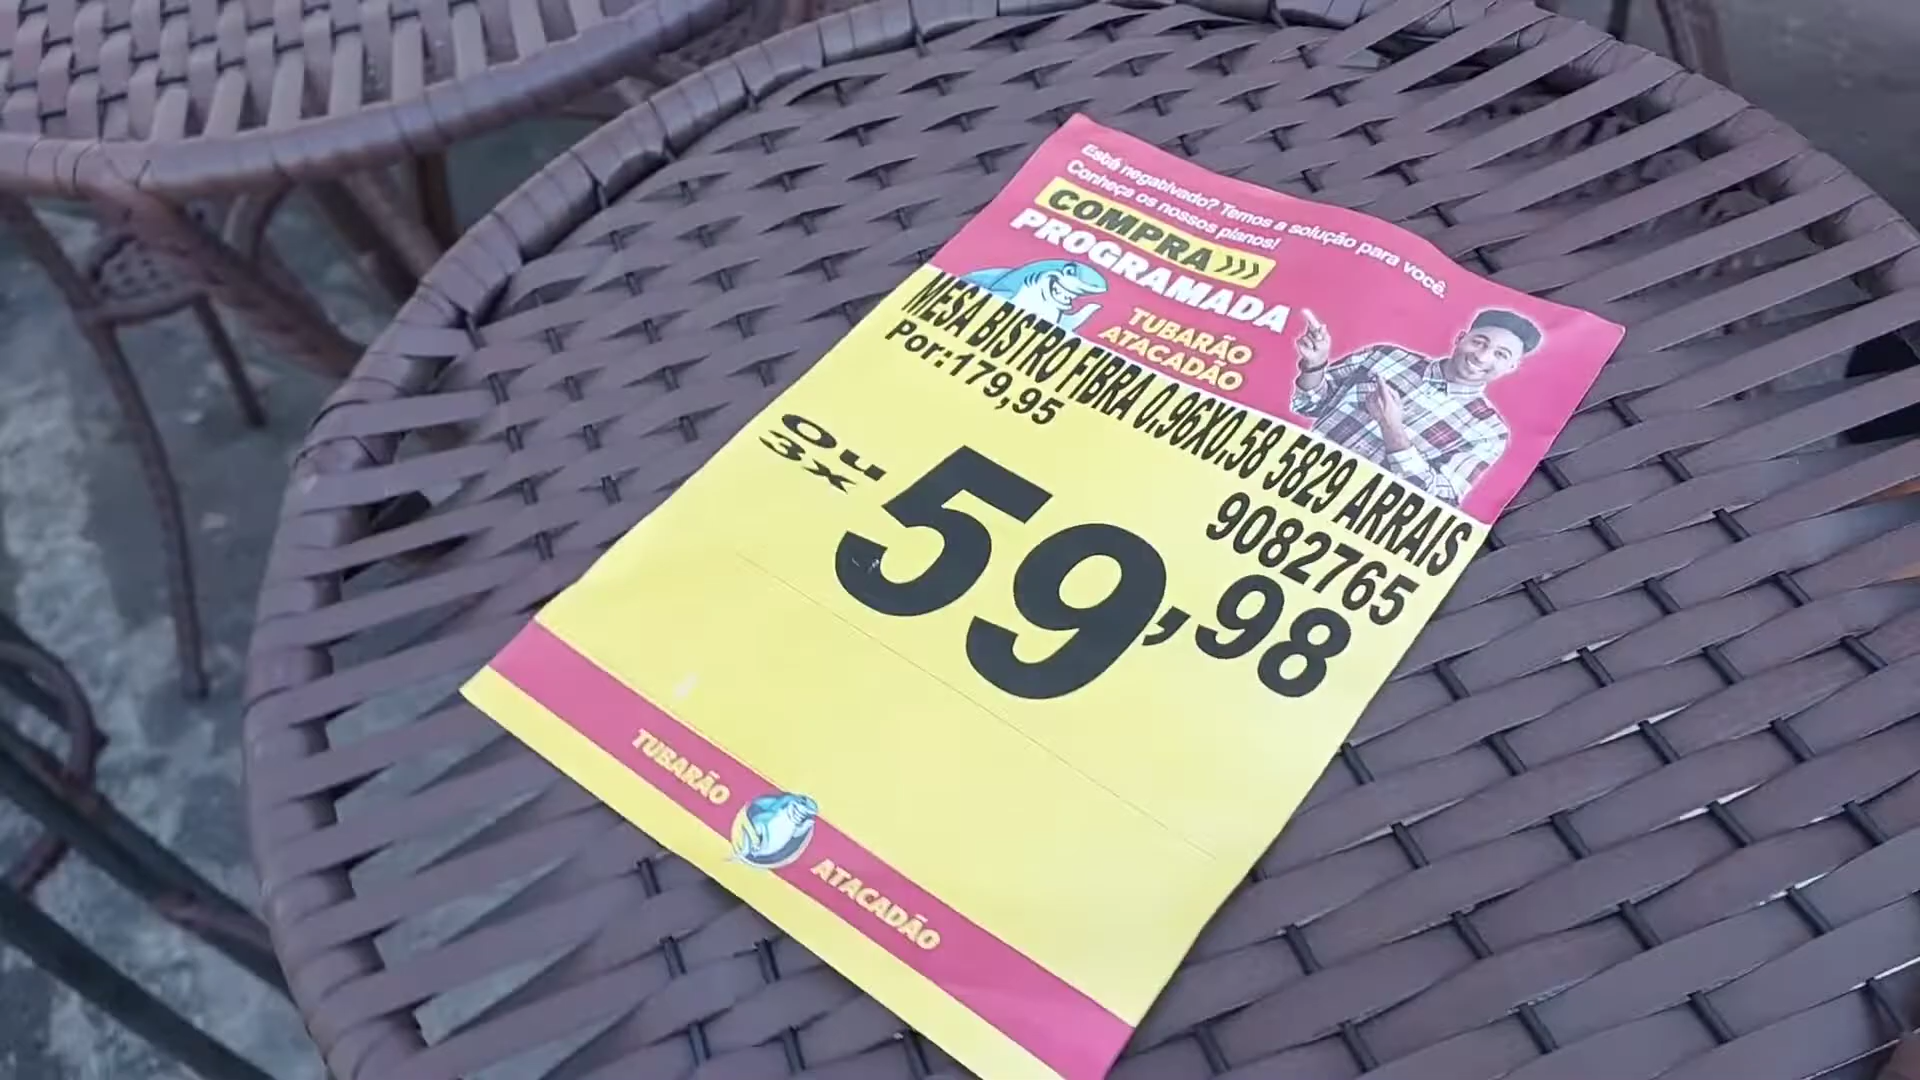 Está negativado? Temos a solução para você.
Conheça os nossos planos!
COMPRA >>>
PROGRAMADA
TUBARÃO
ATACADÃO
MESA BISTRO FIBRA 0.96X0.58 5829 ARRAIS
Por:179,95
9082765
Ou
3x
59,98
TUBARÃO
ATACADÃO